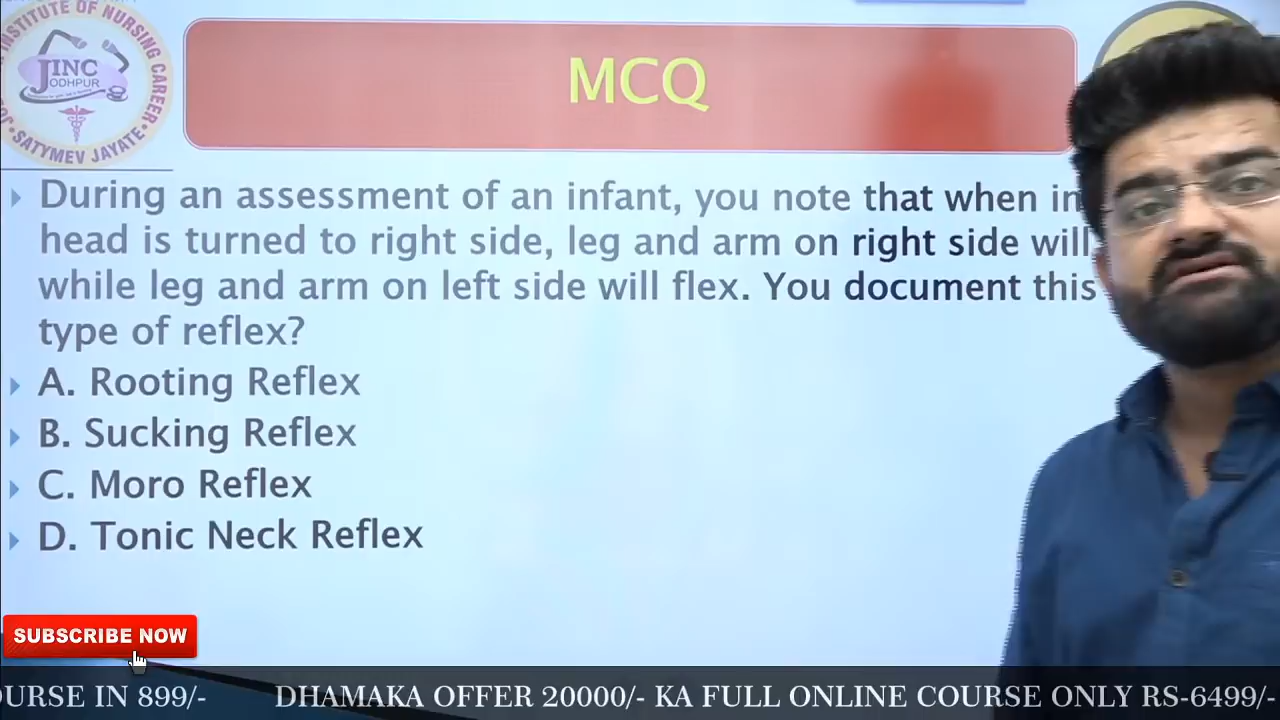 INSTITUTE OF NURSING CAREER
JINC
JODHPUR
SATYMEV JAYATE
MCQ
During an assessment of an infant, you note that when in
head is turned to right side, leg and arm on right side will
while leg and arm on left side will flex. You document this
type of reflex?
A. Rooting Reflex
B. Sucking Reflex
C. Moro Reflex
D. Tonic Neck Reflex
SUBSCRIBE NOW
OURSE IN 899/- DHAMAKA OFFER 20000/- KA FULL ONLINE COURSE ONLY RS-6499/-